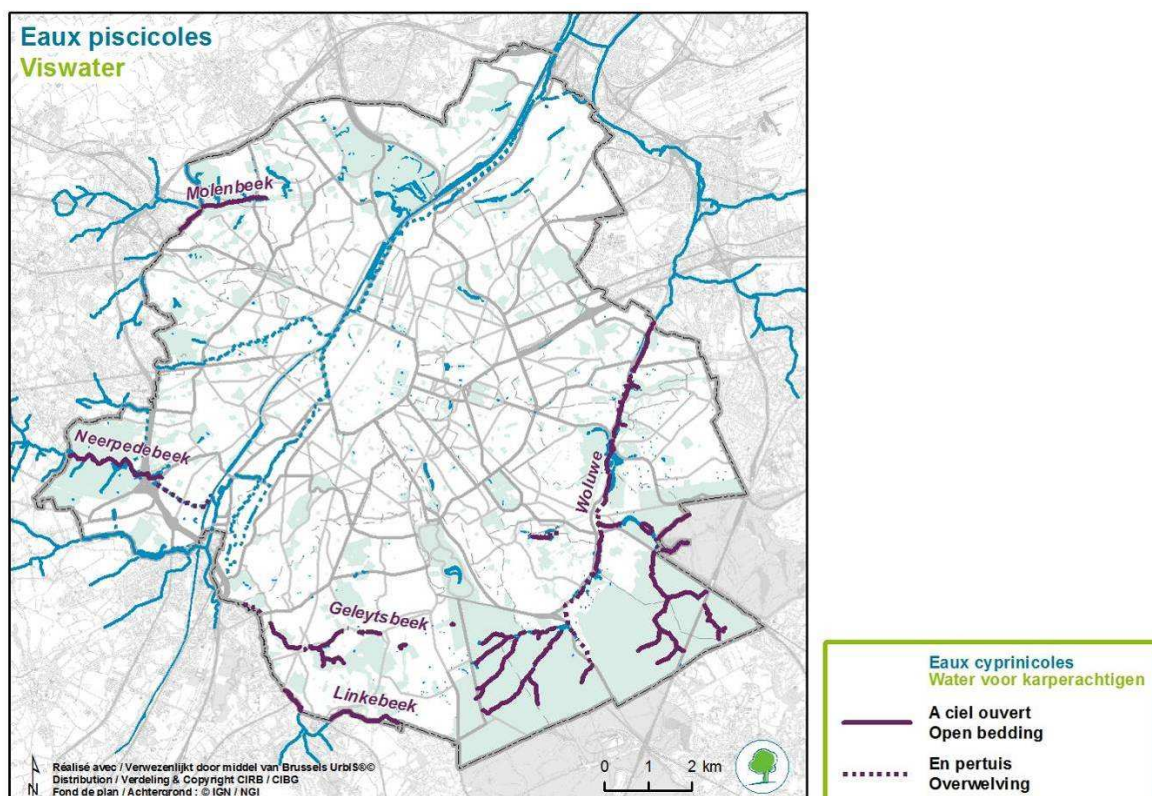 Eaux piscicoles
Viswater
Molenbeek
Neerpedebeek
Woluwe
Geleytsbeek
Linkebeek
N
Réalisé avec / Verwezenlijkt door middel van Brussels UrbIS®©
Distribution / Verdeling & Copyright CIRB / CIBG
Fond de plan / Achtergrond : © IGN / NGI
0 1 2 km
Eaux cyprinicoles
Water voor karperachtigen
A ciel ouvert
Open bedding
En pertuis
Overwelving